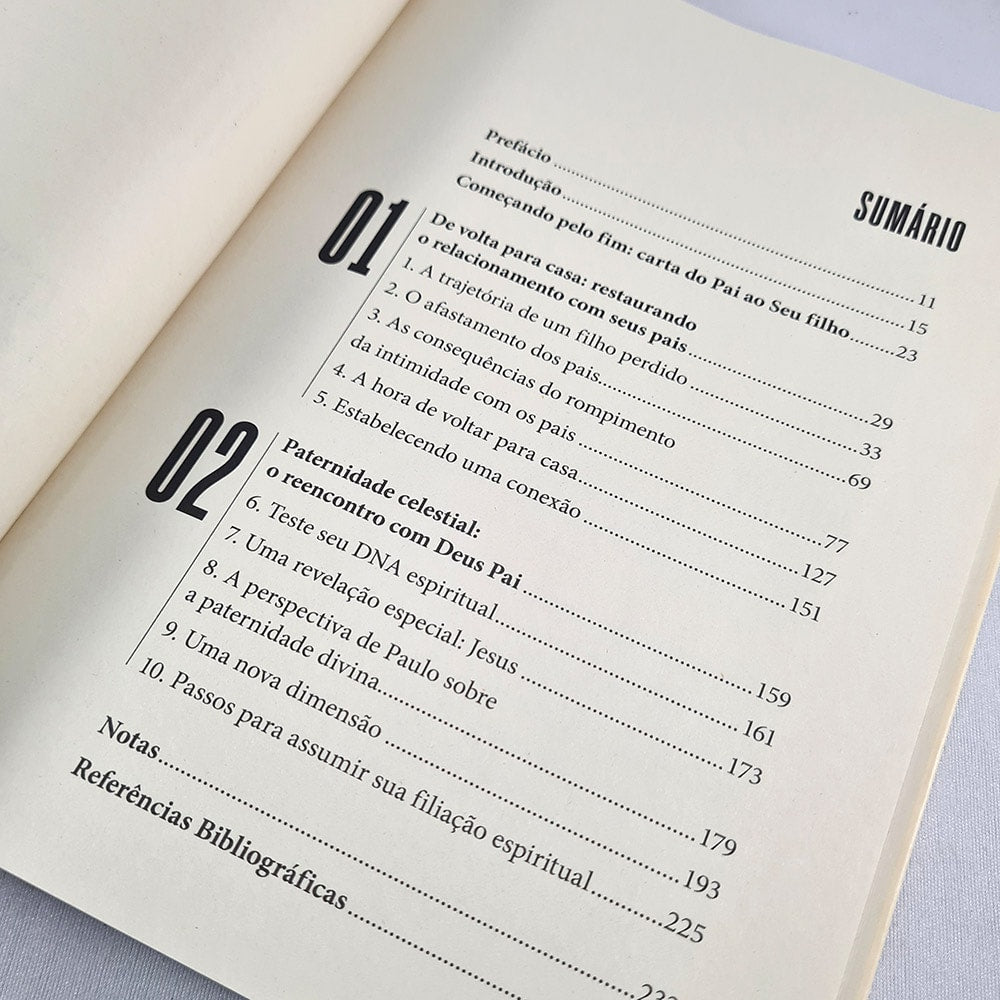 SUMÁRIO
Prefácio ........ 11
Introdução ........ 15
Começando pelo fim: carta do Pai ao Seu filho ........ 23
01
De volta para casa: restaurando
o relacionamento com seus pais ........ 29
1. A trajetória de um filho perdido ........ 33
2. O afastamento dos pais ........ 69
3. As consequências do rompimento
da intimidade com os pais ........ 77
4. A hora de voltar para casa ........ 127
5. Estabelecendo uma conexão ........ 151
02
Paternidade celestial:
o reencontro com Deus Pai ........ 159
6. Teste seu DNA espiritual ........ 161
7. Uma revelação especial: Jesus ........ 173
8. A perspectiva de Paulo sobre
a paternidade divina ........ 179
9. Uma nova dimensão ........ 193
10. Passos para assumir sua filiação espiritual ........ 225
Notas ........
Referências Bibliográficas ........